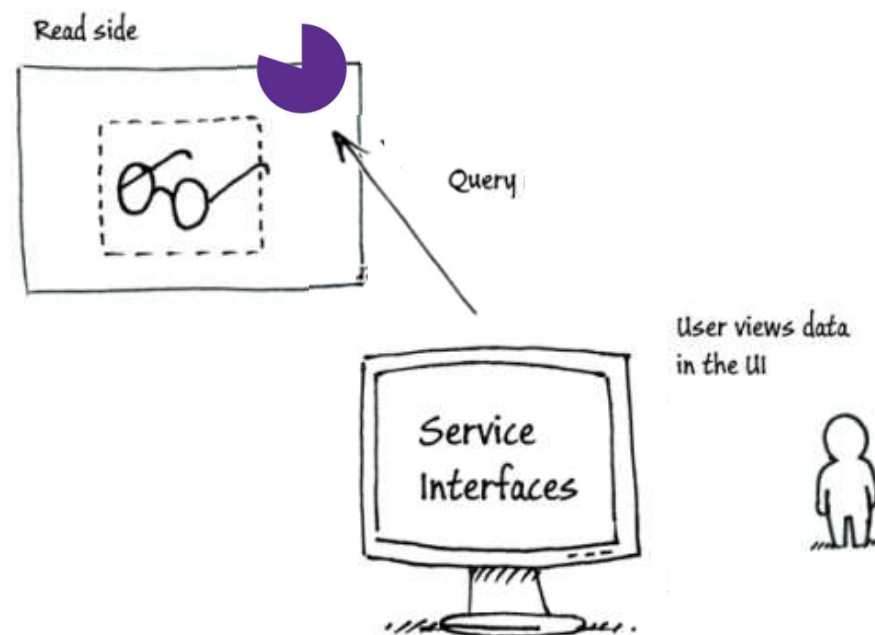 Read side
Query
User views data
in the UI
Service
Interfaces